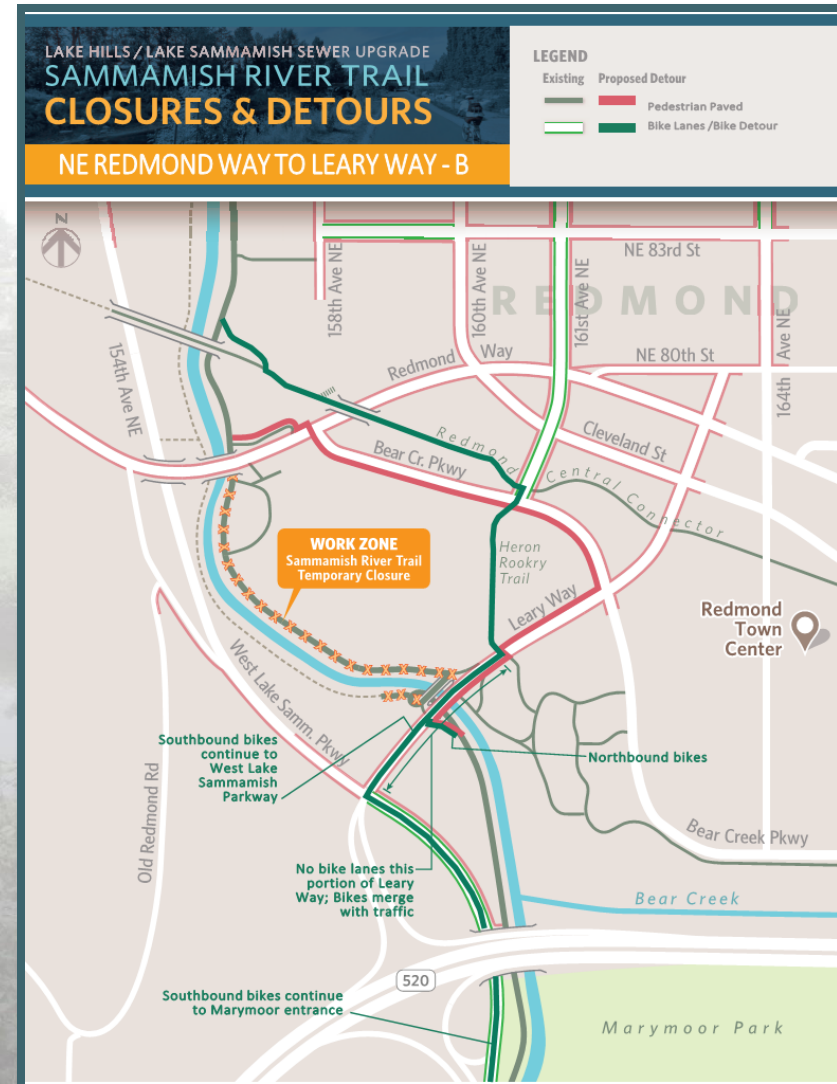 LAKE HILLS / LAKE SAMMAMISH SEWER UPGRADE
SAMMAMISH RIVER TRAIL
CLOSURES & DETOURS
NE REDMOND WAY TO LEARY WAY - B
LEGEND
Existing Proposed Detour
Pedestrian Paved
Bike Lanes /Bike Detour
N
NE 83rd St
158th Ave NE
160th Ave NE
161st Ave NE
REDMOND
164th Ave NE
154th Ave NE
Redmond Way
NE 80th St
Cleveland St
Bear Cr. Pkwy
Redmond Central Connector
WORK ZONE
Sammamish River Trail
Temporary Closure
Heron
Rookry
Trail
Leary Way
Redmond
Town
Center
West Lake Samm. Pkwy
Southbound bikes
continue to
West Lake
Sammamish
Parkway
Northbound bikes
Old Redmond Rd
Bear Creek Pkwy
No bike lanes this
portion of Leary
Way; Bikes merge
with traffic
Bear Creek
520
Southbound bikes continue
to Marymoor entrance
Marymoor Park